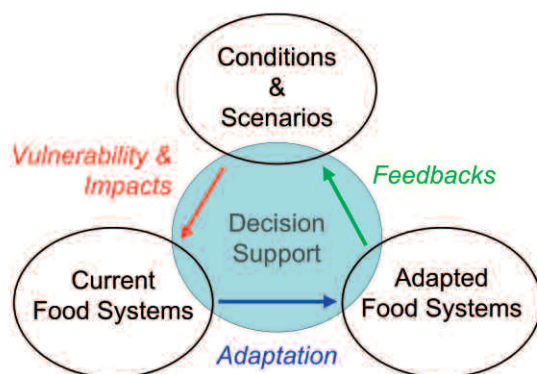 Conditions
&
Scenarios
Vulnerability &
Impacts
Feedbacks
Decision
Support
Current
Food Systems
Adapted
Food Systems
Adaptation